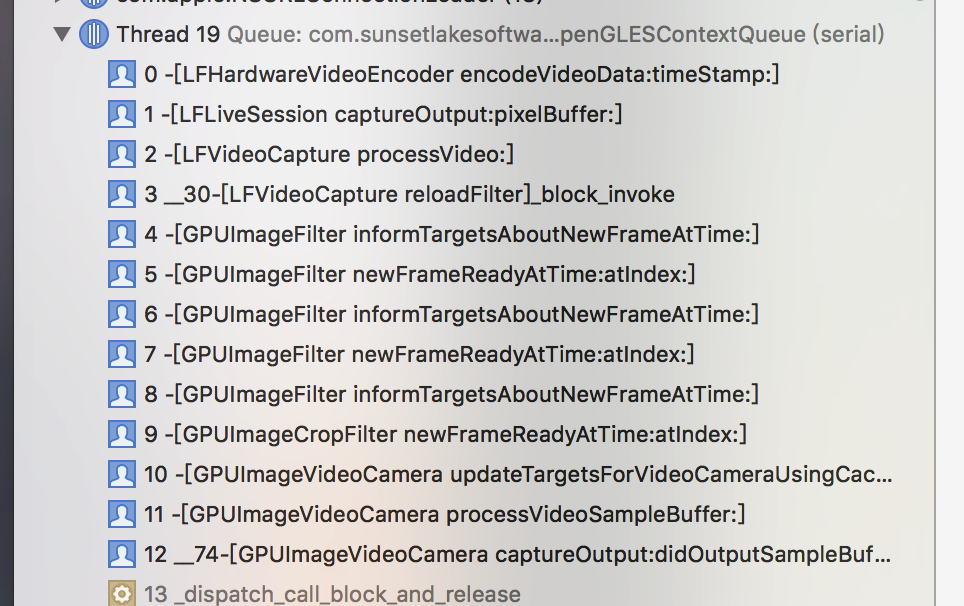 Thread 19 Queue: com.sunsetlakesoftwa...penGLESContextQueue (serial)
0 -[LFHardwareVideoEncoder encodeVideoData:timeStamp:]
1 -[LFLiveSession captureOutput:pixelBuffer:]
2 -[LFVideoCapture processVideo:]
3 __30-[LFVideoCapture reloadFilter]_block_invoke
4 -[GPUImageFilter informTargetsAboutNewFrameAtTime:]
5 -[GPUImageFilter newFrameReadyAtTime:atIndex:]
6 -[GPUImageFilter informTargetsAboutNewFrameAtTime:]
7 -[GPUImageFilter newFrameReadyAtTime:atIndex:]
8 -[GPUImageFilter informTargetsAboutNewFrameAtTime:]
9 -[GPUImageCropFilter newFrameReadyAtTime:atIndex:]
10 -[GPUImageVideoCamera updateTargetsForVideoCameraUsingCac...
11 -[GPUImageVideoCamera processVideoSampleBuffer:]
12 __74-[GPUImageVideoCamera captureOutput:didOutputSampleBuf...
13 _dispatch_call_block_and_release